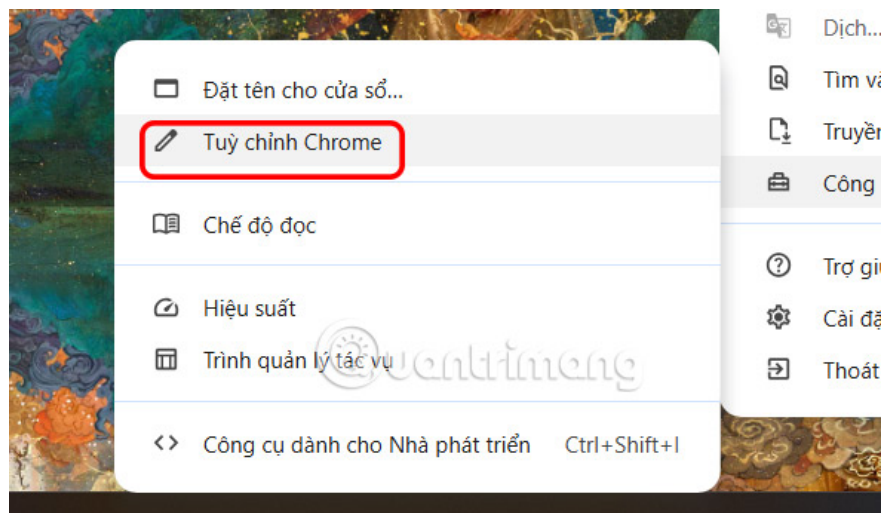 Đặt tên cho cửa sổ...
Tuỳ chỉnh Chrome
Chế độ đọc
Hiệu suất
Trình quản lý tác vụ
Công cụ dành cho Nhà phát triển Ctrl+Shift+I
Quantrimang
Dịch...
Tìm và
Truyền
Công
Trợ giú
Cài đặ
Thoát